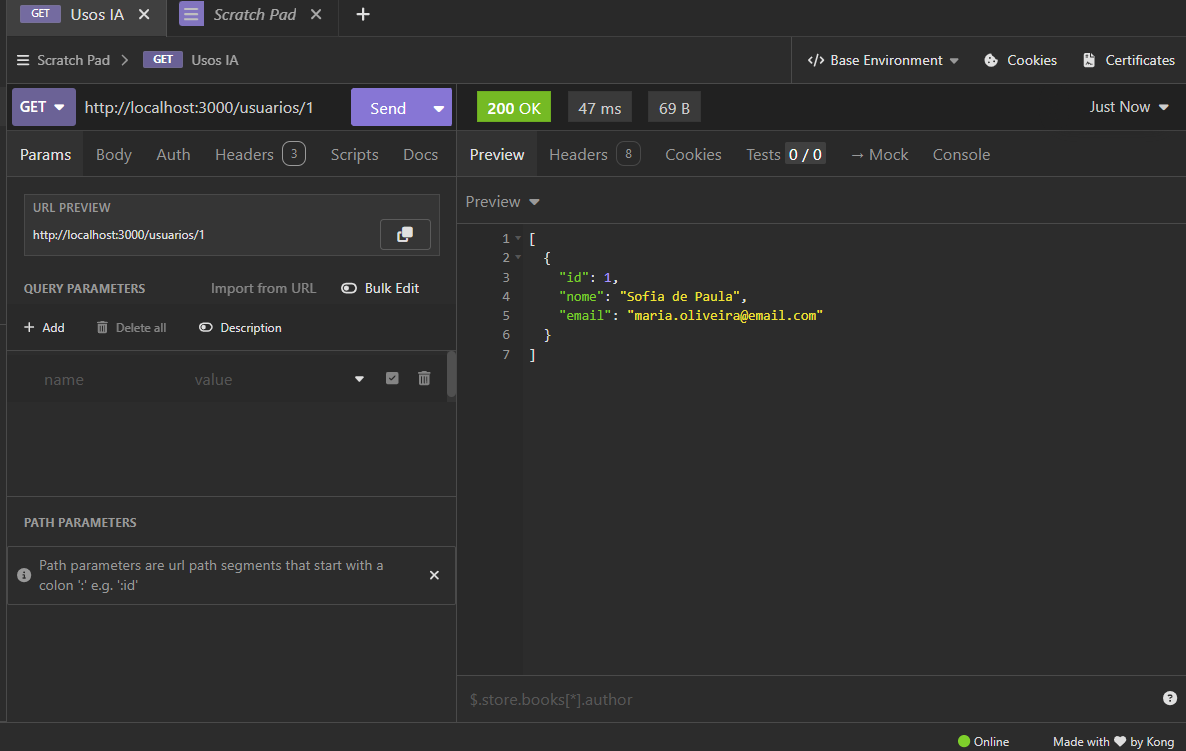 GET Usos IA Scratch Pad
Scratch Pad GET Usos IA
</> Base Environment Cookies Certificates
GET http://localhost:3000/usuarios/1 Send
200 OK 47 ms 69 B Just Now
Params Body Auth Headers 3 Scripts Docs
Preview Headers 8 Cookies Tests 0 / 0 → Mock Console
URL PREVIEW
http://localhost:3000/usuarios/1
QUERY PARAMETERS Import from URL Bulk Edit
+ Add Delete all Description
name value
PATH PARAMETERS
Path parameters are url path segments that start with a
colon ':' e.g. ':id'
Preview
1 [
2 {
3 "id": 1,
4 "nome": "Sofia de Paula",
5 "email": "maria.oliveira@email.com"
6 }
7 ]
$.store.books[*].author
Online Made with ♥ by Kong